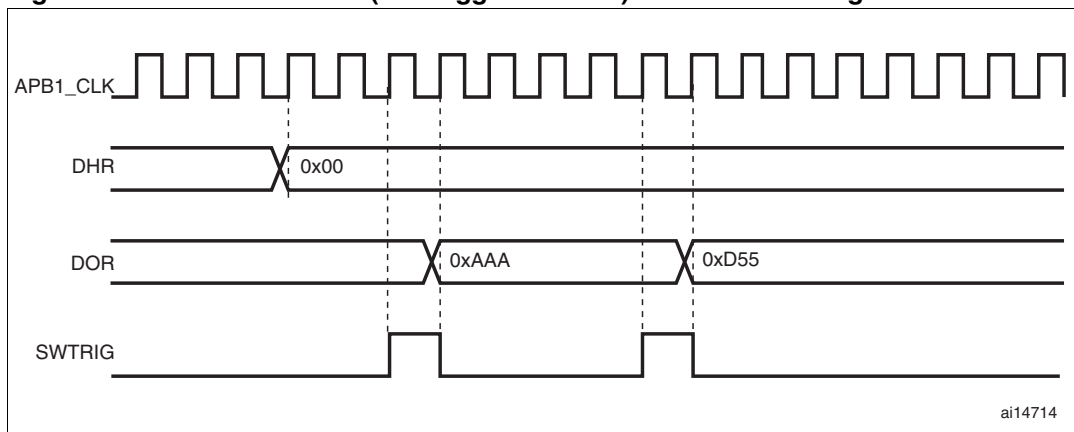 APB1_CLK
DHR
0x00
DOR
0xAAA
0xD55
SWTRIG
ai14714